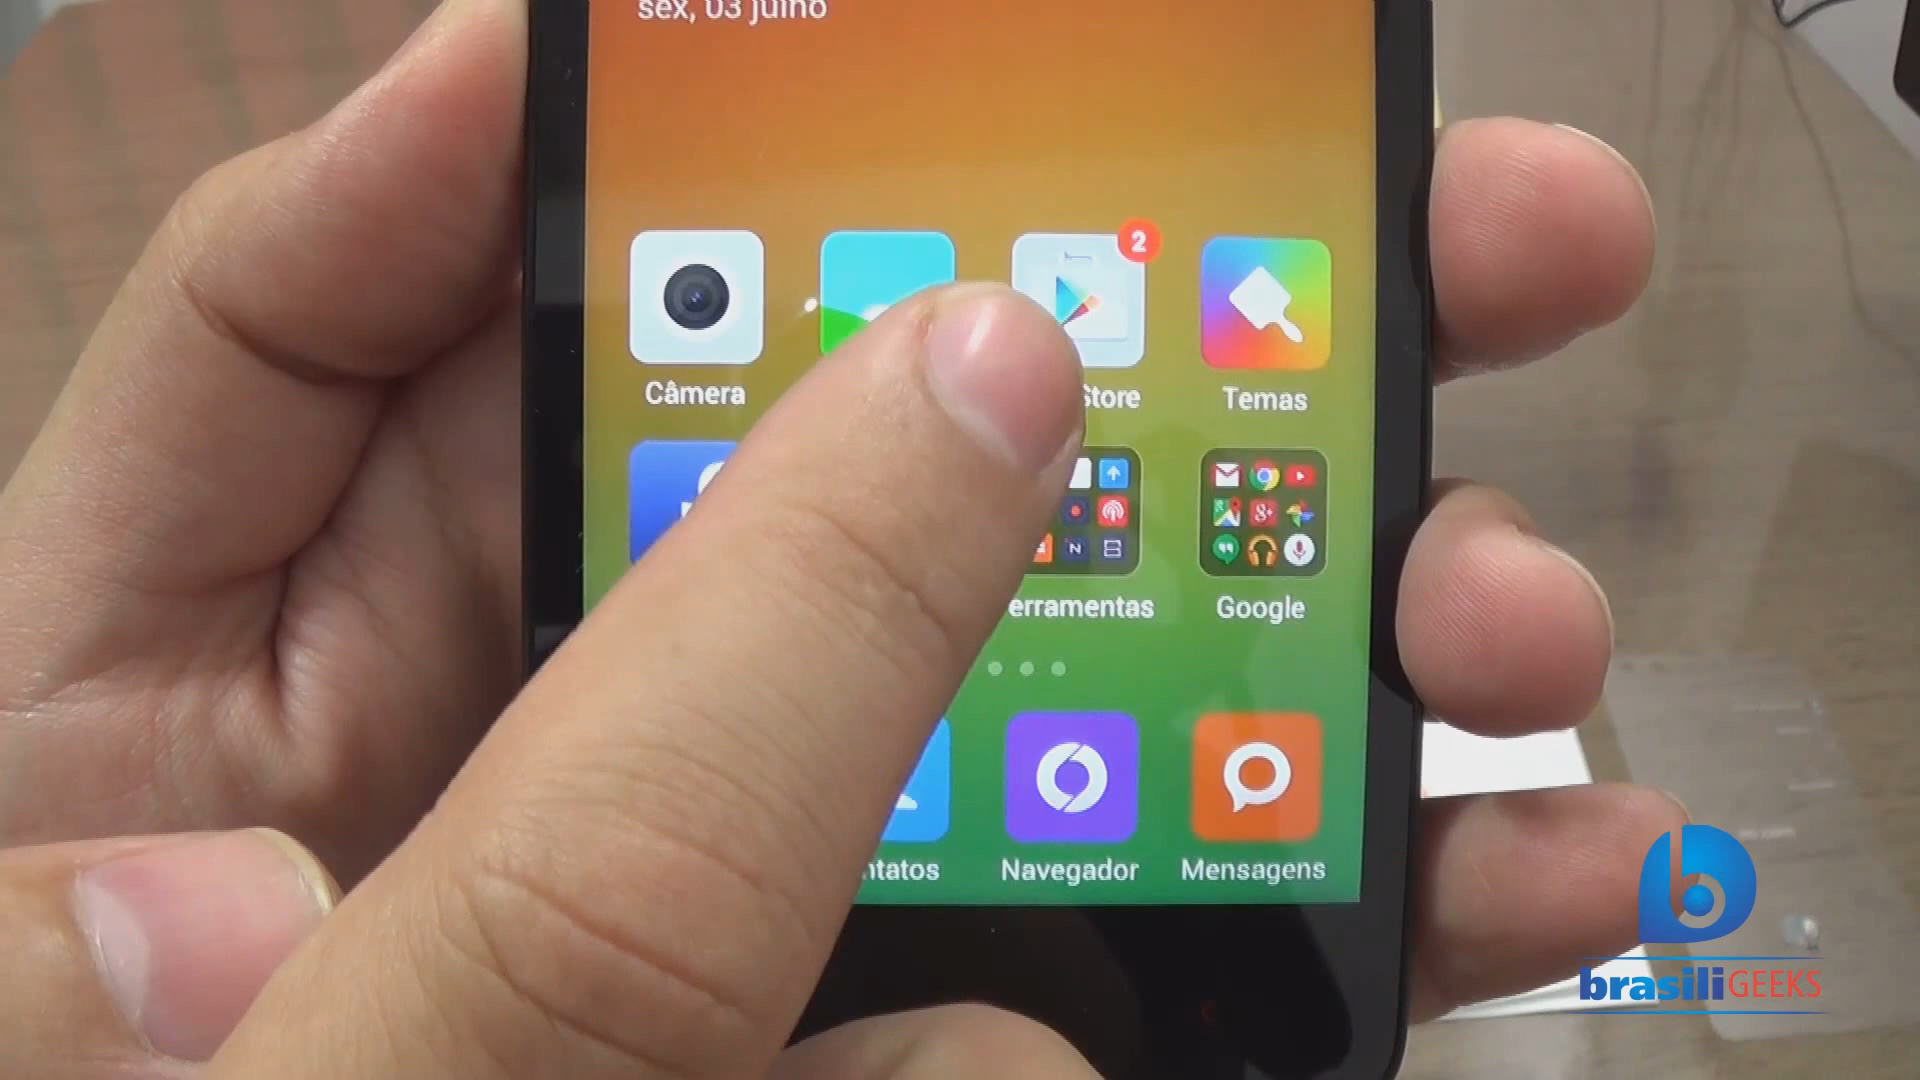 sex, 03 julho
2
Câmera
Store
Temas
erramentas
Google
ntatos
Navegador
Mensagens
b
brasiliGEEKS